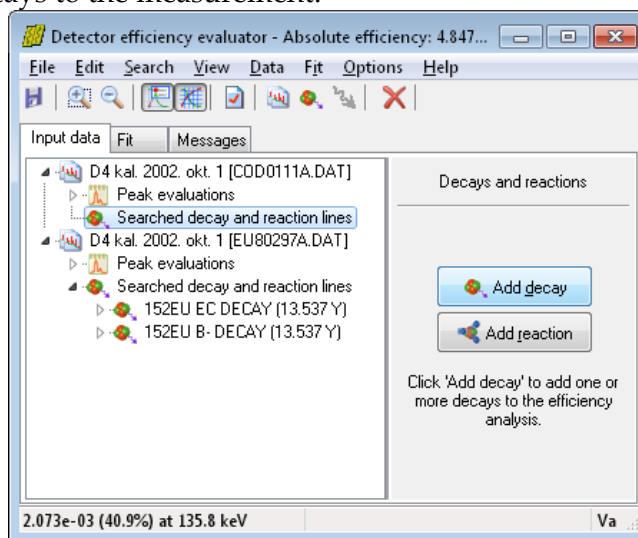 ays to the measurement.
Detector efficiency evaluator - Absolute efficiency: 4.847...
File Edit Search View Data Fit Options Help
Input data Fit Messages
D4 kal. 2002. okt. 1 [COD0111A.DAT]
Peak evaluations
Searched decay and reaction lines
D4 kal. 2002. okt. 1 [EU80297A.DAT]
Peak evaluations
Searched decay and reaction lines
152EU EC DECAY (13.537 Y)
152EU B- DECAY (13.537 Y)
Decays and reactions
Add decay
Add reaction
Click 'Add decay' to add one or
more decays to the efficiency
analysis.
2.073e-03 (40.9%) at 135.8 keV Va